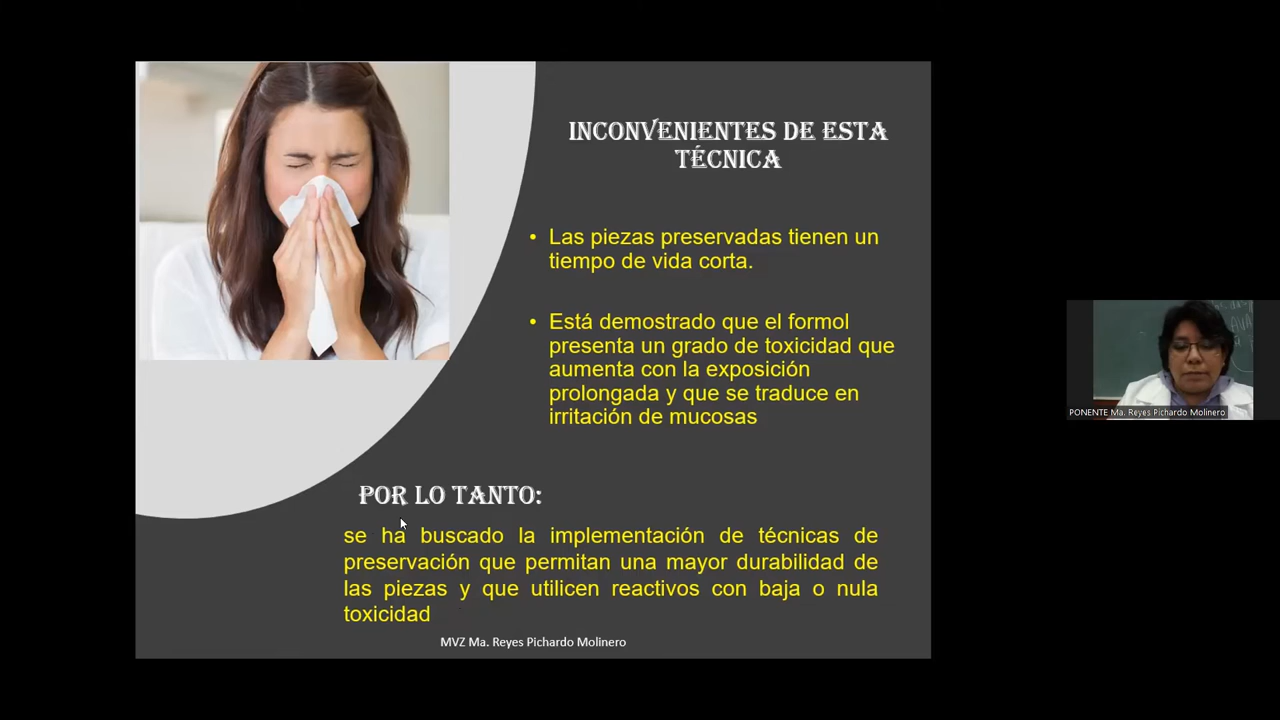 INCONVENIENTES DE ESTA
TÉCNICA
• Las piezas preservadas tienen un
tiempo de vida corta.
• Está demostrado que el formol
presenta un grado de toxicidad que
aumenta con la exposición
prolongada y que se traduce en
irritación de mucosas
POR LO TANTO:
se ha buscado la implementación de técnicas de
preservación que permitan una mayor durabilidad de
las piezas y que utilicen reactivos con baja o nula
toxicidad
MVZ Ma. Reyes Pichardo Molinero
PONENTE Ma. Reyes Pichardo Molinero